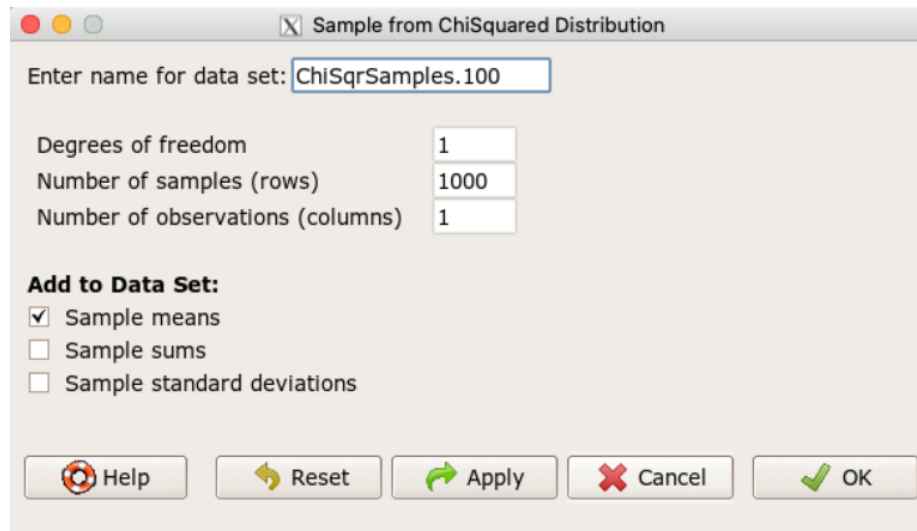 Sample from ChiSquared Distribution
Enter name for data set: ChiSqrSamples.100
Degrees of freedom 1
Number of samples (rows) 1000
Number of observations (columns) 1
Add to Data Set:
Sample means
Sample sums
Sample standard deviations
Help Reset Apply Cancel OK